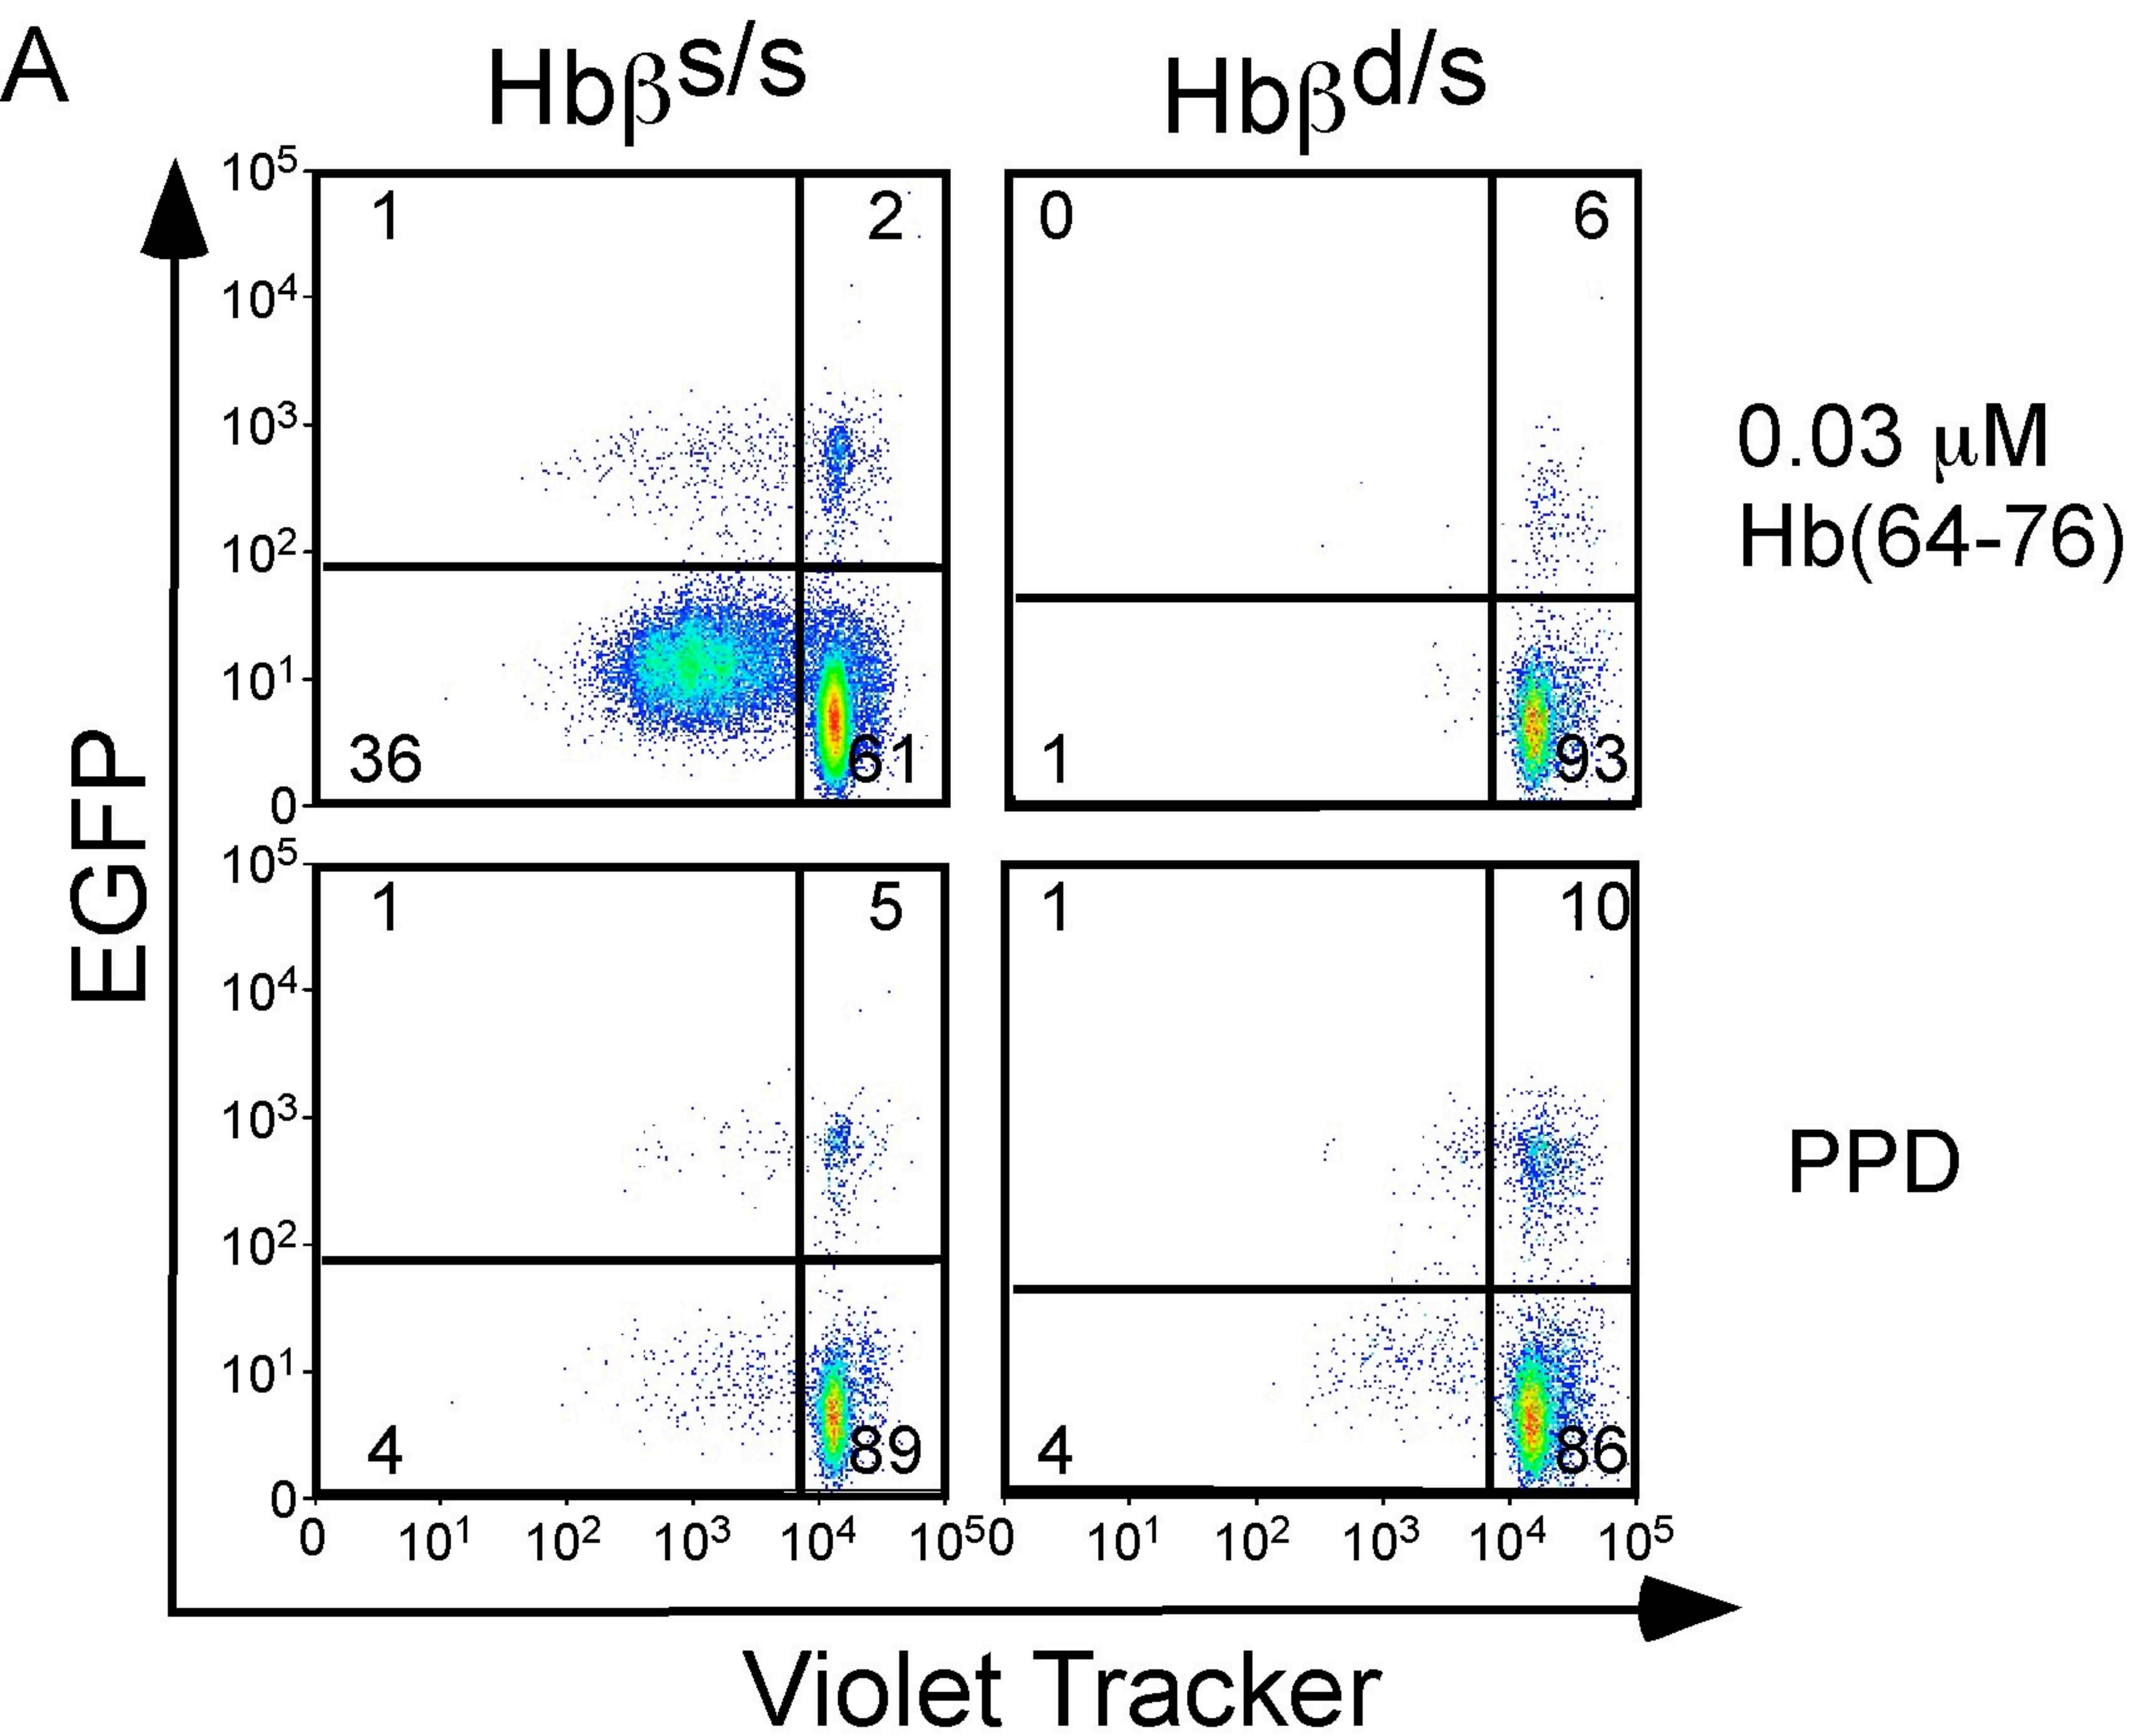 A
Hbβs/s
Hbβd/s
10⁵
10⁴
10³
10²
10¹
0
1
2
36
61
0
6
1
93
0.03 μM
Hb(64-76)
EGFP
10⁵
10⁴
10³
10²
10¹
0
1
5
4
89
1
10
4
86
PPD
0 10¹ 10² 10³ 10⁴ 10⁵
0 10¹ 10² 10³ 10⁴ 10⁵
Violet Tracker